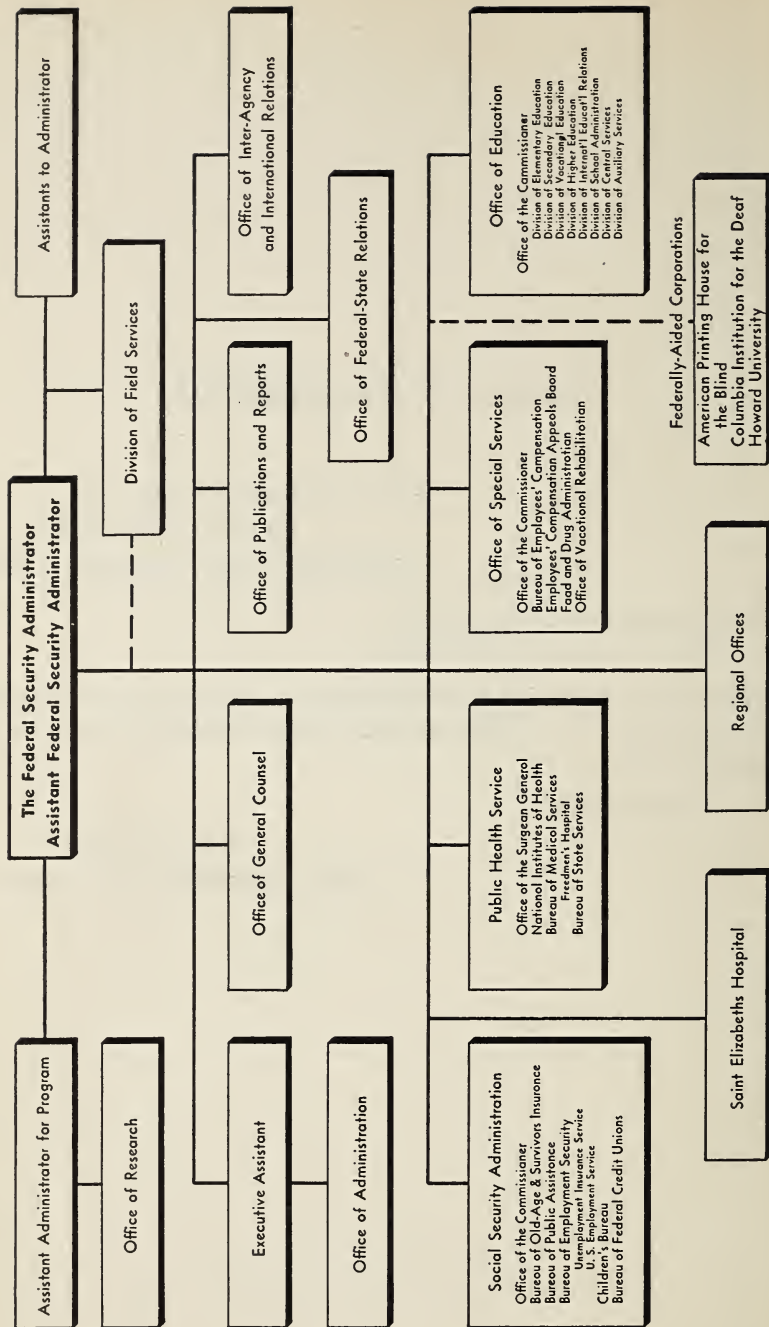 Assistant Administrator for Program
The Federal Security Administrator
Assistant Federal Security Administrator
Assistants to Administrator
Office of Research
Division of Field Services
Executive Assistant
Office of General Counsel
Office of Publications and Reports
Office of Inter-Agency
and International Relations
Office of Administration
Office of Federal-State Relations
Social Security Administration
Office of the Commissioner
Bureau of Old-Age & Survivors Insurance
Bureau of Public Assistance
Bureau of Employment Security
Unemployment Insurance Service
U. S. Employment Service
Children's Bureau
Bureau of Federal Credit Unions
Public Health Service
Office of the Surgeon General
National Institutes of Health
Bureau of Medical Services
Freedmen's Hospital
Bureau of State Services
Office of Special Services
Office of the Commissioner
Bureau of Employees' Compensation
Employees' Compensation Appeals Board
Food and Drug Administration
Office of Vocational Rehabilitation
Office of Education
Office of the Commissioner
Division of Elementary Education
Division of Secondary Education
Division of Vocational Education
Division of Higher Education
Division of Internat'l Educat'l Relations
Division of School Administration
Division of Central Services
Division of Auxiliary Services
Saint Elizabeths Hospital
Regional Offices
Federally-Aided Corporations
American Printing House for
the Blind
Columbia Institution for the Deaf
Howard University